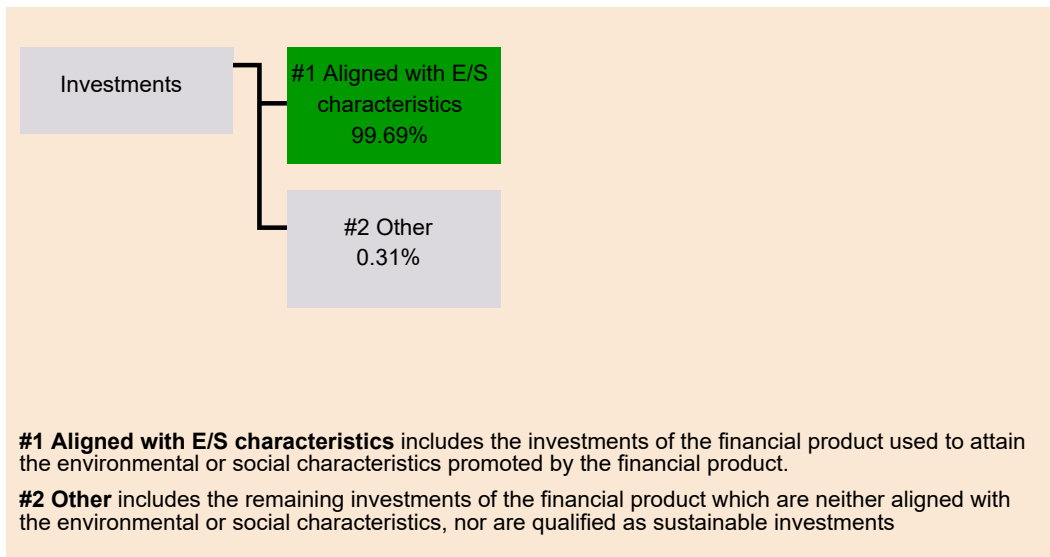 Investments
#1 Aligned with E/S
characteristics
99.69%
#2 Other
0.31%
#1 Aligned with E/S characteristics includes the investments of the financial product used to attain
the environmental or social characteristics promoted by the financial product.
#2 Other includes the remaining investments of the financial product which are neither aligned with
the environmental or social characteristics, nor are qualified as sustainable investments